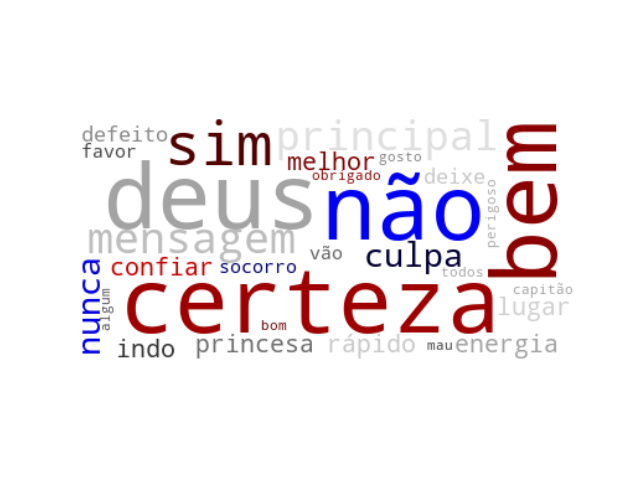 defeito
favor
sim
principal
melhor
gosto
obrigado
deixe
deus
não
bem
mensagem
perigoso
vão
culpa
confiar
socorro
todos
nunca
algum
certeza
capitão
lugar
bom
indo
princesa
rápido
mau
energia